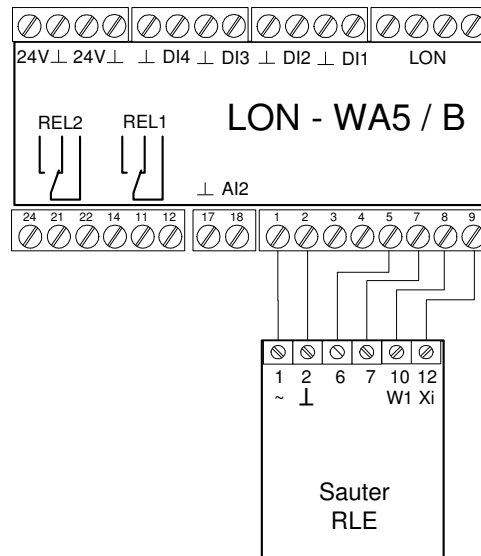 24V⊥ 24V⊥ ⊥ DI4 ⊥ DI3 ⊥ DI2 ⊥ DI1 LON
REL2 REL1
LON - WA5 / B
⊥ AI2
24 21 22 14 11 12 17 18 1 2 3 4 5 7 8 9
1 2 6 7 10 12
~ ⊥ W1 Xi
Sauter
RLE